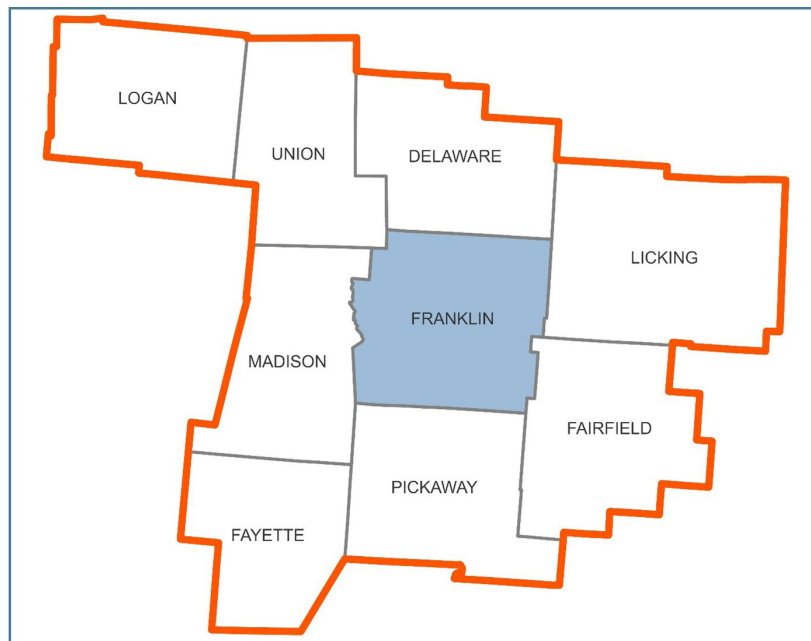 LOGAN
UNION
DELAWARE
LICKING
FRANKLIN
MADISON
FAIRFIELD
PICKAWAY
FAYETTE